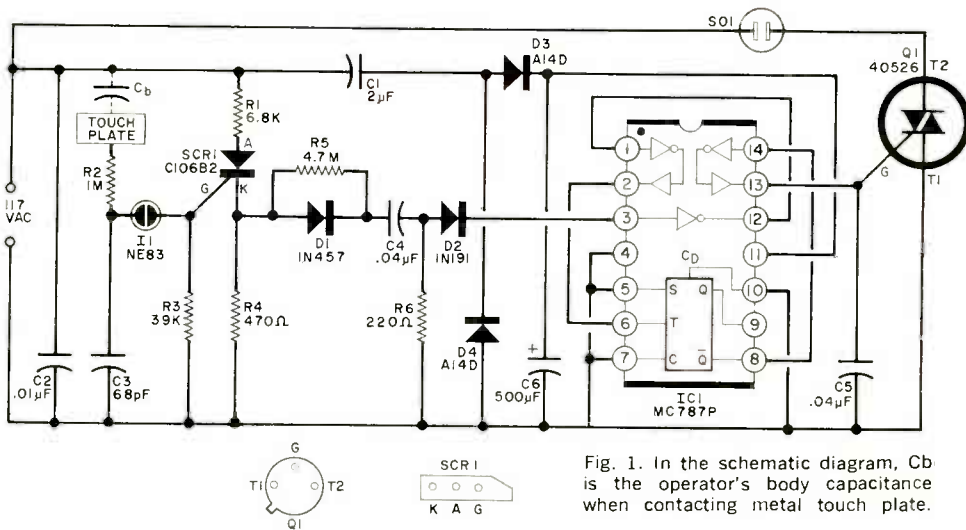 SO1
Q1
40526
T2
G
T1
D3
A14D
Cb
TOUCH
PLATE
R1
6.8K
C1
2µF
A
SCR1
C106B2
G
K
R2
1M
R5
4.7M
117
VAC
I1
NE83
D1
1N457
C4
.04µF
D2
1N191
R3
39K
R4
470Ω
R6
220Ω
D4
A14D
C2
.01µF
C3
68pF
+
C6
500µF
C5
.04µF
1
2
3
4
5
6
7
14
13
12
11
10
9
8
CD
S
Q
T
C
Q̅
IC1
MC787P
G
T1
T2
Q1
SCR1
K A G
Fig. 1. In the schematic diagram, Cb
is the operator's body capacitance
when contacting metal touch plate.